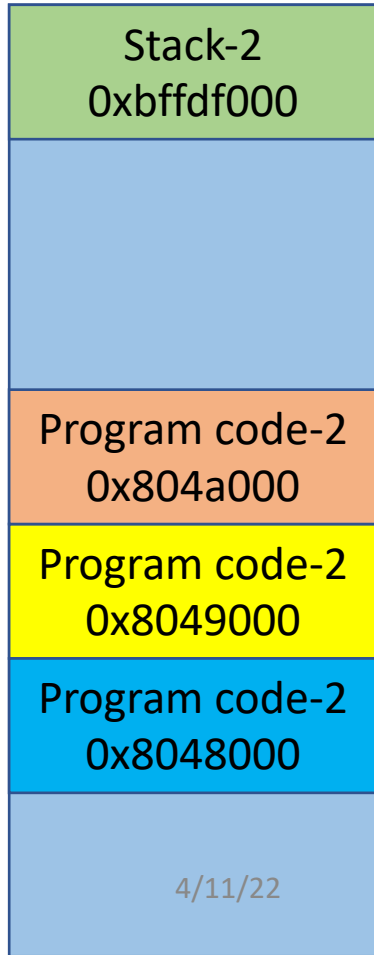 Stack-2
0xbffdf000
Program code-2
0x804a000
Program code-2
0x8049000
Program code-2
0x8048000
4/11/22